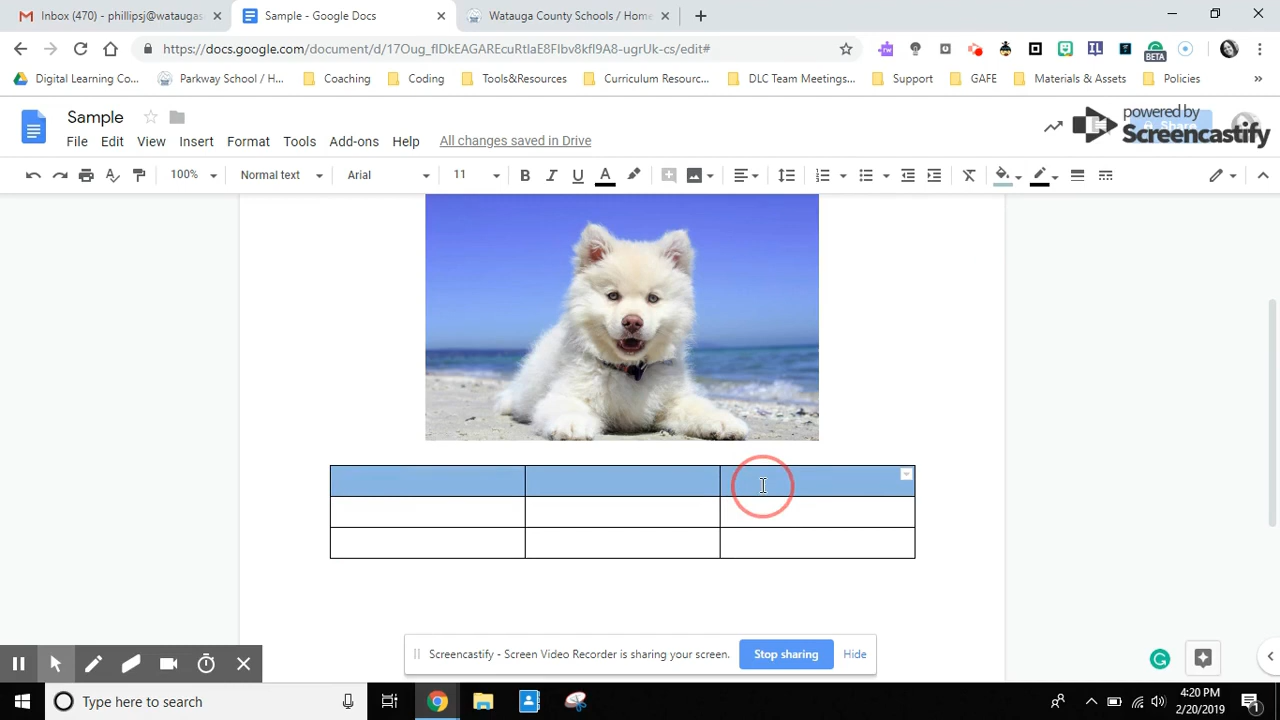 Inbox (470) - phillipsj@watauga
Sample - Google Docs
Watauga County Schools / Home
https://docs.google.com/document/d/17Oug_flDkEAGAREcuRtlaE8FIbv8kfl9A8-ugrUk-cs/edit#
Digital Learning Co...
Parkway School / H...
Coaching
Coding
Tools&Resources
Curriculum Resourc...
DLC Team Meetings...
Support
GAFE
Materials & Assets
Policies
»
BETA
Sample
powered by
Screencastify
Share
File Edit View Insert Format Tools Add-ons Help All changes saved in Drive
100% Normal text Arial 11 B I U A
Screencastify - Screen Video Recorder is sharing your screen. Stop sharing Hide
Type here to search
4:20 PM
2/20/2019
1